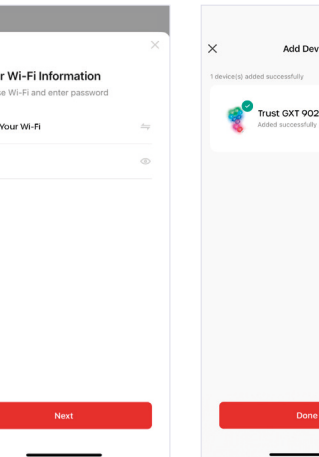 r Wi-Fi Information
se Wi-Fi and enter password
Your Wi-Fi
Next
Add Dev
1 device(s) added successfully
Trust GXT 902
Added successfully
Done